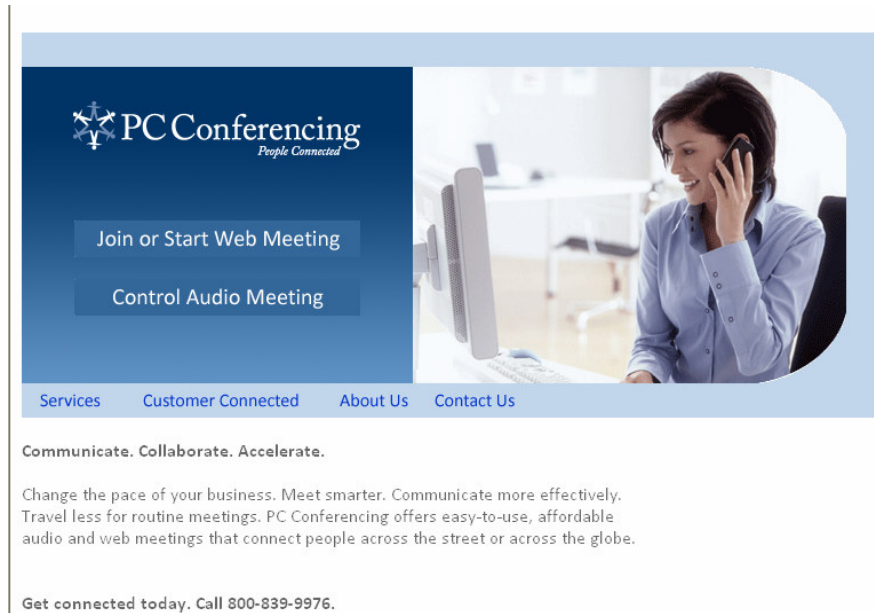 PC Conferencing
People Connected
Join or Start Web Meeting
Control Audio Meeting
Services Customer Connected About Us Contact Us
Communicate. Collaborate. Accelerate.
Change the pace of your business. Meet smarter. Communicate more effectively.
Travel less for routine meetings. PC Conferencing offers easy-to-use, affordable
audio and web meetings that connect people across the street or across the globe.
Get connected today. Call 800-839-9976.